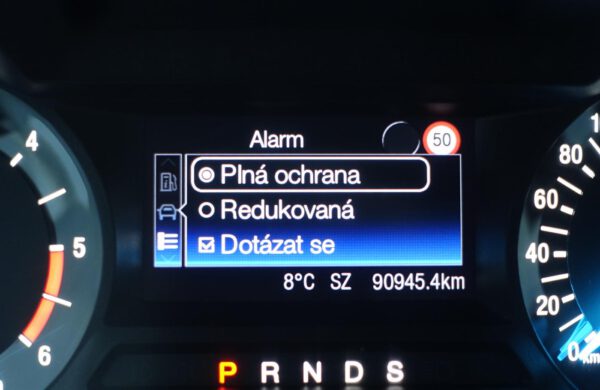 Alarm
50
Plná ochrana
Redukovaná
Dotázat se
8°C SZ 90945.4km
P R N D S
4
5
6
80
60
40
20
0
km